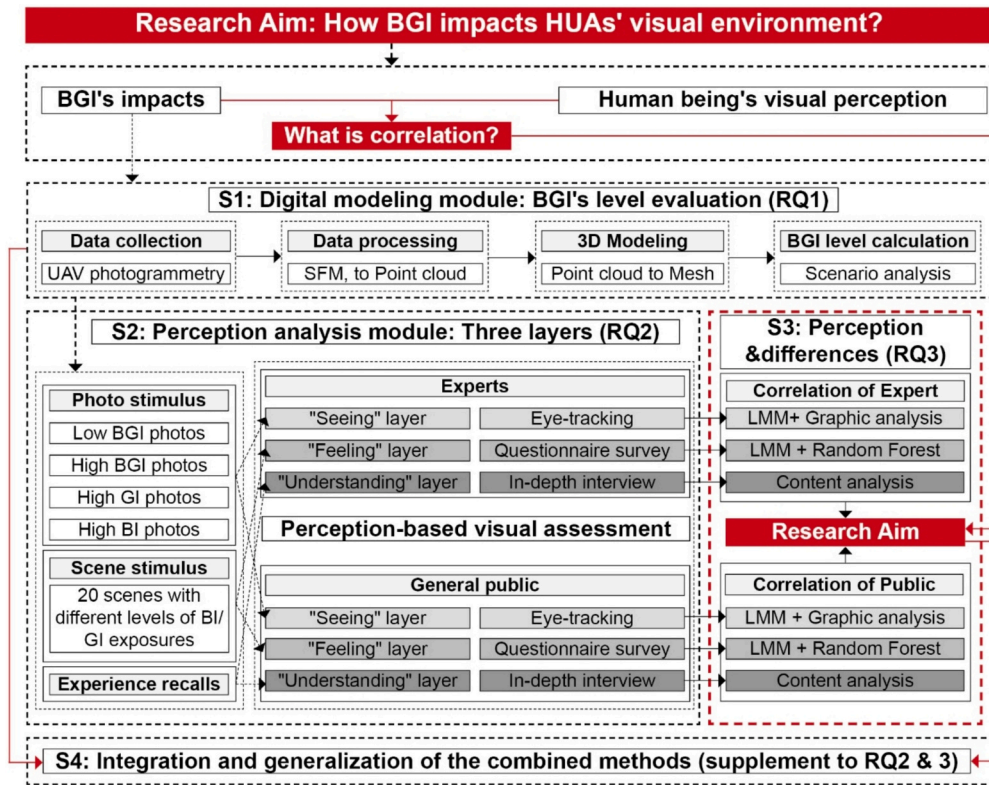 Research Aim: How BGI impacts HUAs' visual environment?
BGI's impacts
Human being's visual perception
What is correlation?
S1: Digital modeling module: BGI's level evaluation (RQ1)
Data collection
UAV photogrammetry
Data processing
SFM, to Point cloud
3D Modeling
Point cloud to Mesh
BGI level calculation
Scenario analysis
S2: Perception analysis module: Three layers (RQ2)
Photo stimulus
Low BGI photos
High BGI photos
High GI photos
High BI photos
Scene stimulus
20 scenes with
different levels of BI/
GI exposures
Experience recalls
Experts
"Seeing" layer
Eye-tracking
"Feeling" layer
Questionnaire survey
"Understanding" layer
In-depth interview
Perception-based visual assessment
General public
"Seeing" layer
Eye-tracking
"Feeling" layer
Questionnaire survey
"Understanding" layer
In-depth interview
S3: Perception
&differences (RQ3)
Correlation of Expert
LMM+ Graphic analysis
LMM + Random Forest
Content analysis
Research Aim
Correlation of Public
LMM + Graphic analysis
LMM + Random Forest
Content analysis
S4: Integration and generalization of the combined methods (supplement to RQ2 & 3)